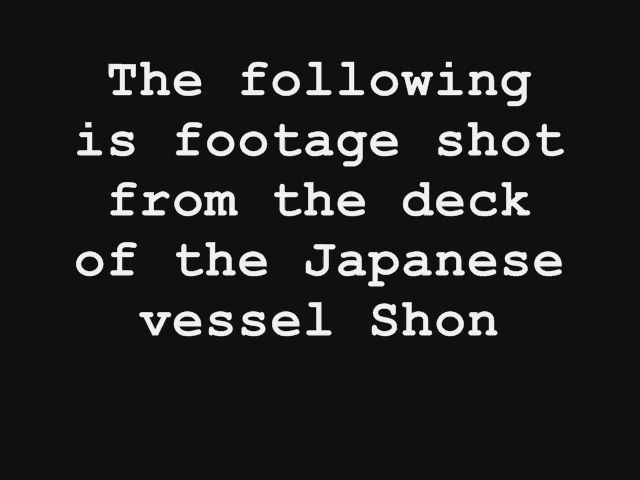 The following
is footage shot
from the deck
of the Japanese
vessel Shon